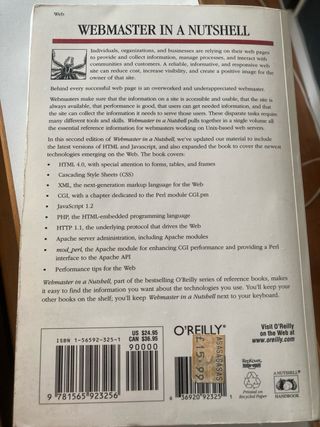 Web
WEBMASTER IN A NUTSHELL
Individuals, organizations, and businesses are relying on their web pages
to provide and collect information, manage processes, and interact with
communities and customers. A reliable, informative, and responsive web
site can reduce cost, increase visibility, and create a positive image for the
owner of that site.
Behind every successful web page is an overworked and underappreciated webmaster.
Webmasters make sure that the information on a site is accessible and usable, that the site is
always available, that performance is good, that users can get needed information, and that
the site can collect the information it needs to serve those users. These disparate tasks require
many different tools and skills. Webmaster in a Nutshell pulls together in a single volume all
the essential reference information for webmasters working on Unix-based web servers.
In this second edition of Webmaster in a Nutshell, we've updated our material to include
the latest versions of HTML and Javascript, and also expanded the book to cover the newest
technologies emerging on the Web. The book covers:
• HTML 4.0, with special attention to forms, tables, and frames
• Cascading Style Sheets (CSS)
• XML, the next-generation markup language for the Web
• CGI, with a chapter dedicated to the Perl module CGI.pm
• JavaScript 1.2
• PHP, the HTML-embedded programming language
• HTTP 1.1, the underlying protocol that drives the Web
• Apache server administration, including Apache modules
• mod_perl, the Apache module for enhancing CGI performance and providing a Perl
interface to the Apache API
• Performance tips for the Web
Webmaster in a Nutshell, part of the bestselling O'Reilly series of reference books, makes
it easy to find the information you want about the technologies you use. You'll keep your
other books on the shelf; you'll keep Webmaster in a Nutshell next to your keyboard.
US $24.95
CAN $36.95
ISBN 1-56592-325-1
90000
9 781565 923256
O'REILLY®
ASASASAS
£15.99
ASASASAS
6 36920 92325 1
Visit O'Reilly
on the Web at
www.oreilly.com
RepKover
Printed on
Recycled Paper
A NUTSHELL
HANDBOOK